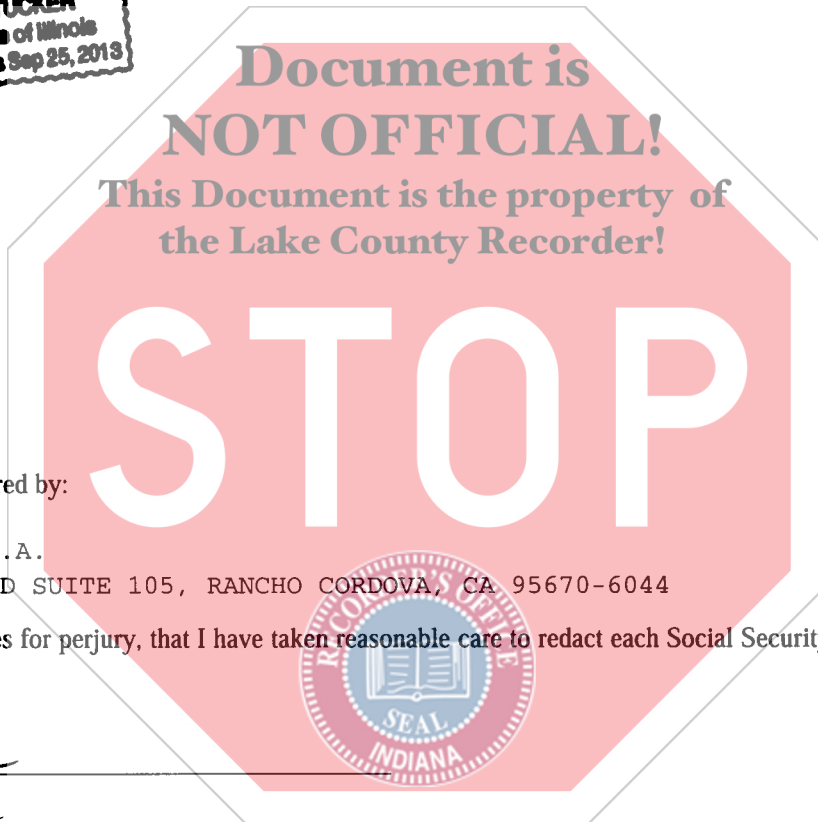 UCKER
of Illinois
Sep 25, 2013
Document is
NOT OFFICIAL!
This Document is the property of
the Lake County Recorder!
STOP
red by:
.A.
D SUITE 105, RANCHO CORDOVA, CA 95670-6044
es for perjury, that I have taken reasonable care to redact each Social Security
RECORDER'S OFFICE
SEAL
INDIANA